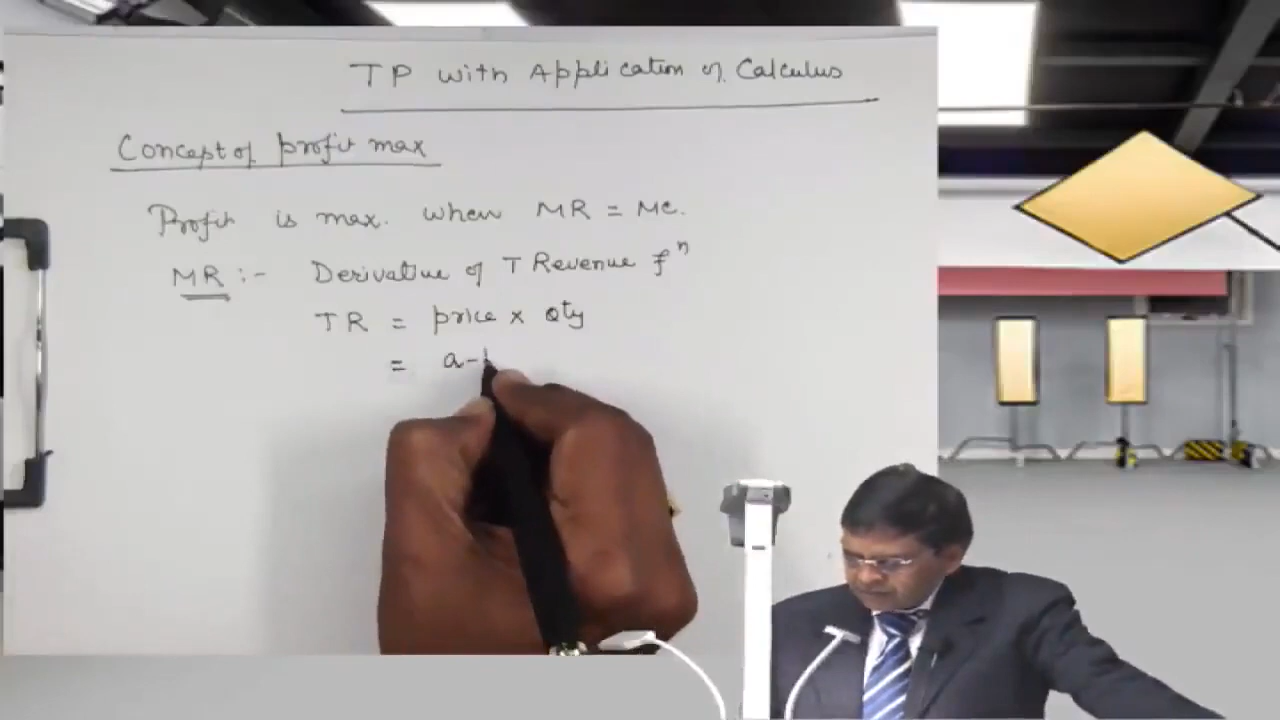 TP with Application of Calculus
Concept of profit max
Profit is max. when MR = Mc.
MR :- Derivative of T Revenue fⁿ
TR = price x Qty
= a-